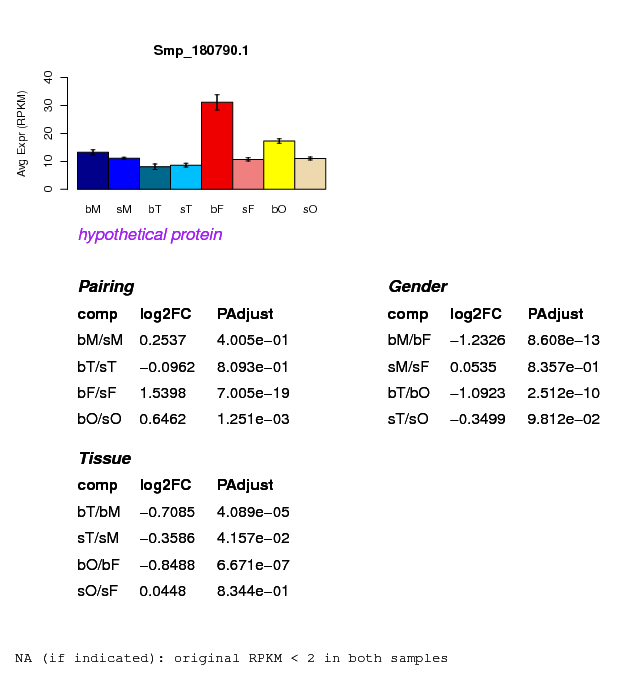 Smp_180790.1
Avg Expr (RPKM)
0 10 20 30 40
bM sM bT sT bF sF bO sO
hypothetical protein
Pairing
comp log2FC PAdjust
bM/sM 0.2537 4.005e−01
bT/sT −0.0962 8.093e−01
bF/sF 1.5398 7.005e−19
bO/sO 0.6462 1.251e−03
Gender
comp log2FC PAdjust
bM/bF −1.2326 8.608e−13
sM/sF 0.0535 8.357e−01
bT/bO −1.0923 2.512e−10
sT/sO −0.3499 9.812e−02
Tissue
comp log2FC PAdjust
bT/bM −0.7085 4.089e−05
sT/sM −0.3586 4.157e−02
bO/bF −0.8488 6.671e−07
sO/sF 0.0448 8.344e−01
NA (if indicated): original RPKM < 2 in both samples